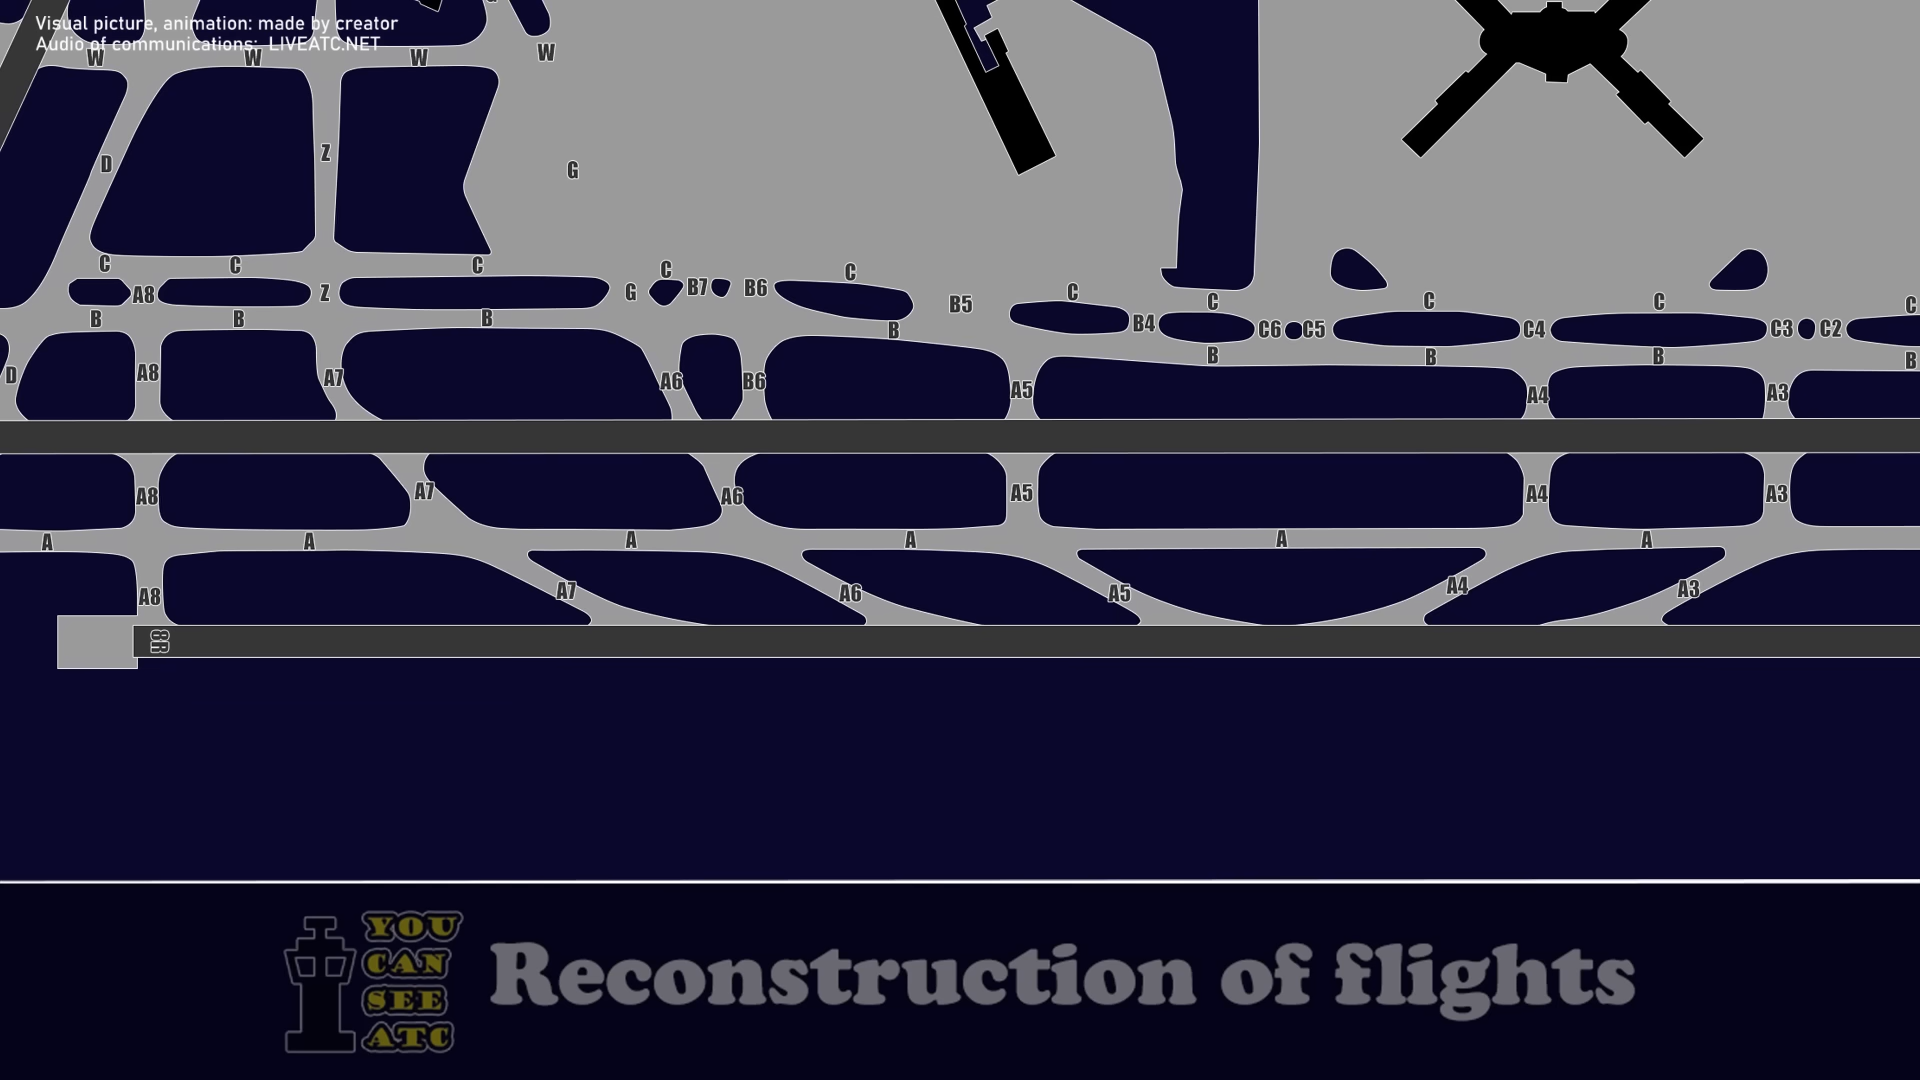 Visual picture, animation: made by creator
Audio of communications: LIVEATC.NET
W W W W
D Z G
C C C
A8 Z G C B7 B6 C B5 C B4 C C6 C5 C C4 C C3 C2 C
B B B B B B B B
D A8 A7 A6 B6 A5 A4 A3
A8 A7 A6 A5 A4 A3
A A A A A A
A8 A7 A6 A5 A4 A3
YOU
CAN
SEE
ATC
Reconstruction of flights